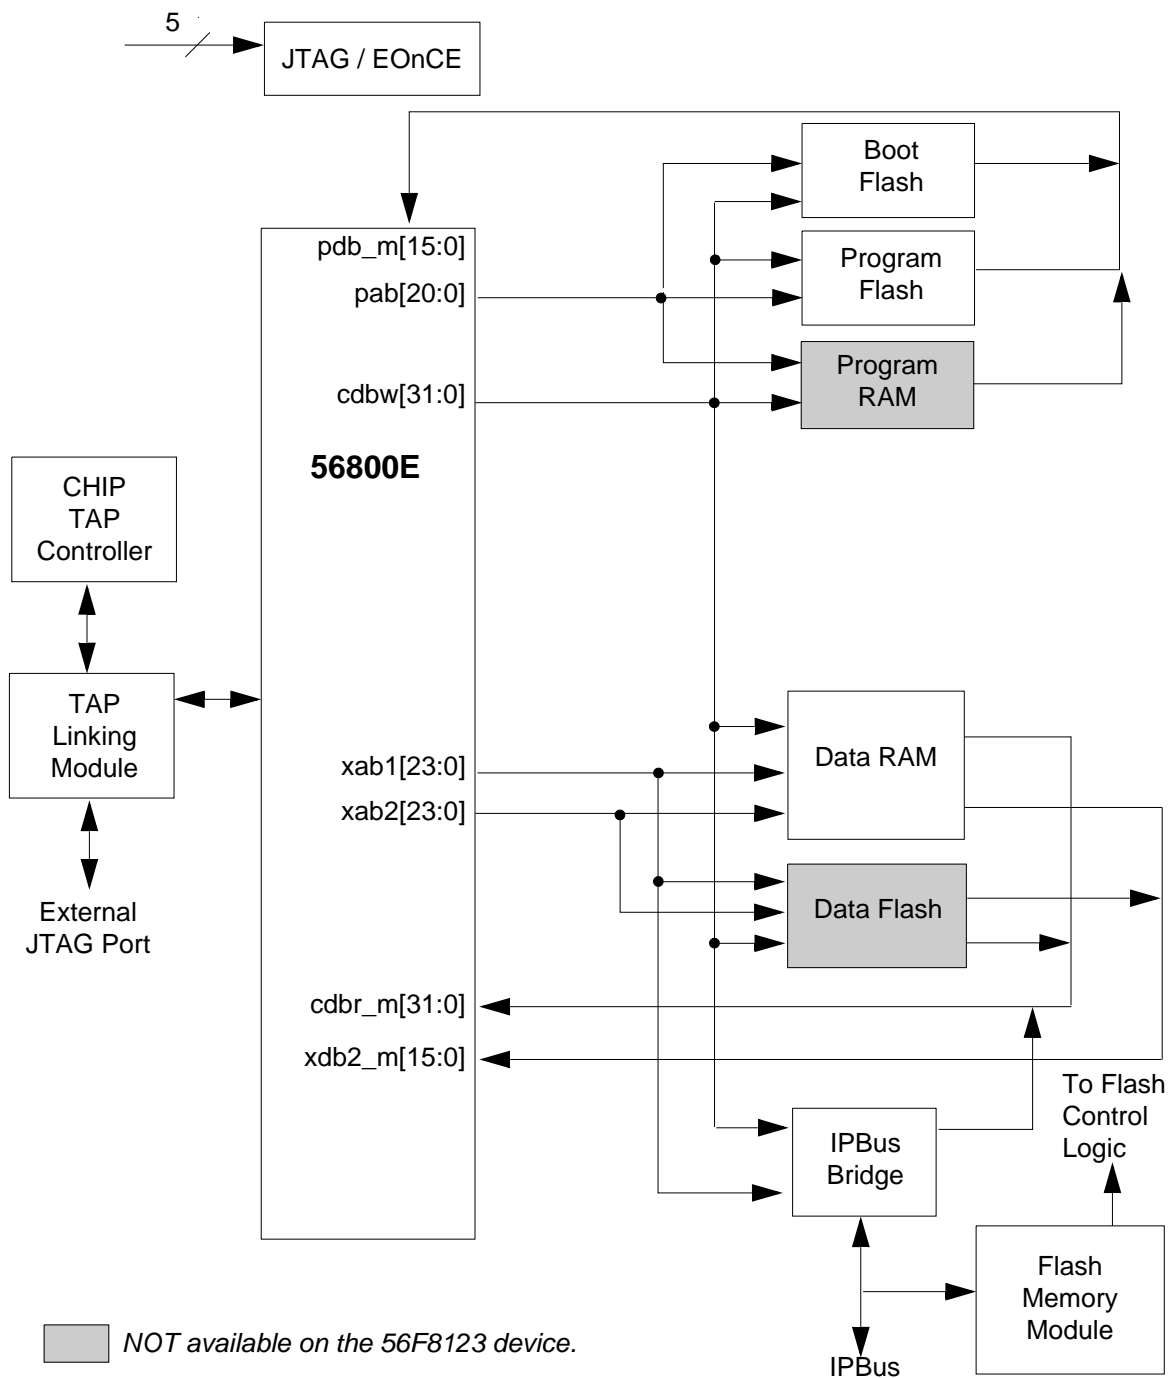 5
JTAG / EOnCE
Boot
Flash
pdb_m[15:0]
Program
Flash
pab[20:0]
Program
RAM
cdbw[31:0]
56800E
CHIP
TAP
Controller
TAP
Linking
Module
xab1[23:0]
Data RAM
xab2[23:0]
External
JTAG Port
Data Flash
cdbr_m[31:0]
xdb2_m[15:0]
To Flash
Control
Logic
IPBus
Bridge
Flash
Memory
Module
NOT available on the 56F8123 device.
IPBus